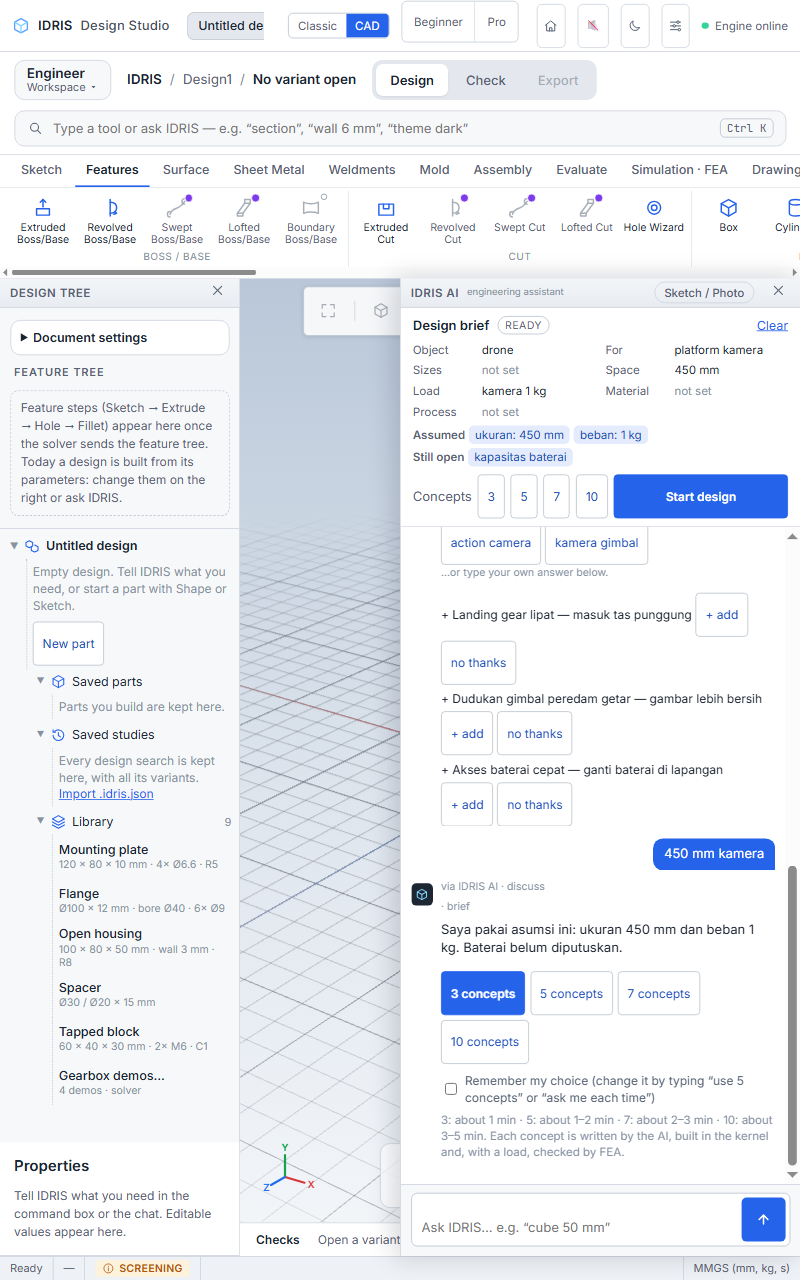 IDRIS Design Studio
Untitled de
Classic CAD
Beginner Pro
Engine online
Engineer
Workspace
IDRIS / Design1 / No variant open
Design Check Export
Type a tool or ask IDRIS — e.g. “section”, “wall 6 mm”, “theme dark”
Ctrl K
Sketch Features Surface Sheet Metal Weldments Mold Assembly Evaluate Simulation · FEA Drawing
Extruded Boss/Base
Revolved Boss/Base
Swept Boss/Base
Lofted Boss/Base
Boundary Boss/Base
BOSS / BASE
Extruded Cut
Revolved Cut
Swept Cut
Lofted Cut
Hole Wizard
CUT
Box
Cylin
DESIGN TREE
Document settings
FEATURE TREE
Feature steps (Sketch → Extrude
→ Hole → Fillet) appear here once
the solver sends the feature tree.
Today a design is built from its
parameters: change them on the
right or ask IDRIS.
Untitled design
Empty design. Tell IDRIS what you
need, or start a part with Shape or
Sketch.
New part
Saved parts
Parts you build are kept here.
Saved studies
Every design search is kept
here, with all its variants.
Import .idris.json
Library 9
Mounting plate
120 × 80 × 10 mm · 4× Ø6.6 · R5
Flange
Ø100 × 12 mm · bore Ø40 · 6× Ø9
Open housing
100 × 80 × 50 mm · wall 3 mm ·
R8
Spacer
Ø30 / Ø20 × 15 mm
Tapped block
60 × 40 × 30 mm · 2× M6 · C1
Gearbox demos...
4 demos · solver
Properties
Tell IDRIS what you need in the
command box or the chat. Editable
values appear here.
Y
X
Z
Checks Open a variant
IDRIS AI engineering assistant
Sketch / Photo
Design brief READY
Clear
Object drone For platform kamera
Sizes not set Space 450 mm
Load kamera 1 kg Material not set
Process not set
Assumed ukuran: 450 mm beban: 1 kg
Still open kapasitas baterai
Concepts 3 5 7 10 Start design
action camera kamera gimbal
...or type your own answer below.
+ Landing gear lipat — masuk tas punggung + add
no thanks
+ Dudukan gimbal peredam getar — gambar lebih bersih
+ add no thanks
+ Akses baterai cepat — ganti baterai di lapangan
+ add no thanks
450 mm kamera
via IDRIS AI · discuss
· brief
Saya pakai asumsi ini: ukuran 450 mm dan beban 1
kg. Baterai belum diputuskan.
3 concepts 5 concepts 7 concepts
10 concepts
Remember my choice (change it by typing “use 5
concepts” or “ask me each time”)
3: about 1 min · 5: about 1–2 min · 7: about 2–3 min · 10: about
3–5 min. Each concept is written by the AI, built in the kernel
and, with a load, checked by FEA.
Ask IDRIS... e.g. “cube 50 mm”
Ready — SCREENING
MMGS (mm, kg, s)